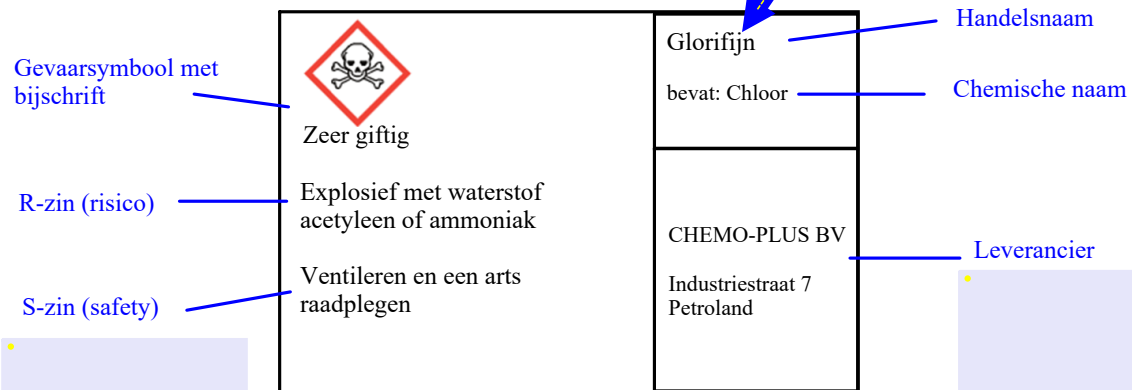 Gevaarsymbool met
bijschrift
R-zin (risico)
S-zin (safety)
Zeer giftig
Explosief met waterstof
acetyleen of ammoniak
Ventileren en een arts
raadplegen
Glorifijn
bevat: Chloor
CHEMO-PLUS BV
Industriestraat 7
Petroland
Handelsnaam
Chemische naam
Leverancier